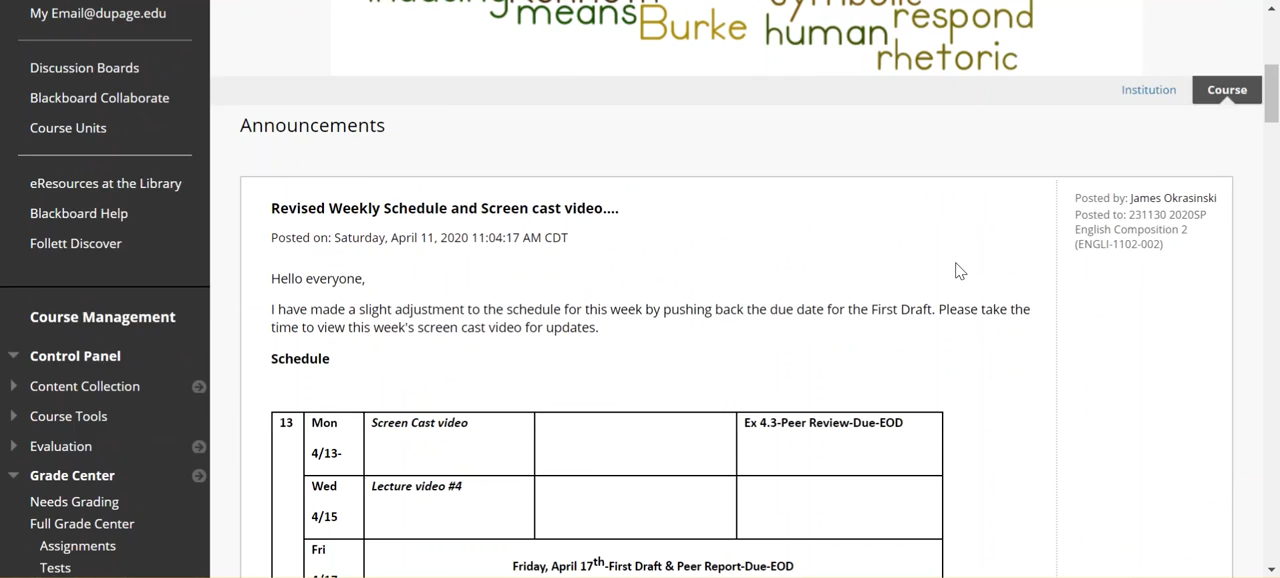 My Email@dupage.edu
Discussion Boards
Blackboard Collaborate
Course Units
eResources at the Library
Blackboard Help
Follett Discover
Course Management
Control Panel
Content Collection
Course Tools
Evaluation
Grade Center
Needs Grading
Full Grade Center
Assignments
Tests
means
Burke
human
respond
rhetoric
Institution
Course
Announcements
Revised Weekly Schedule and Screen cast video....
Posted on: Saturday, April 11, 2020 11:04:17 AM CDT
Hello everyone,
I have made a slight adjustment to the schedule for this week by pushing back the due date for the First Draft. Please take the
time to view this week's screen cast video for updates.
Schedule
13 Mon Screen Cast video Ex 4.3-Peer Review-Due-EOD
4/13-
Wed Lecture video #4
4/15
Fri
Friday, April 17th-First Draft & Peer Report-Due-EOD
Posted by: James Okrasinski
Posted to: 231130 2020SP
English Composition 2
(ENGLI-1102-002)